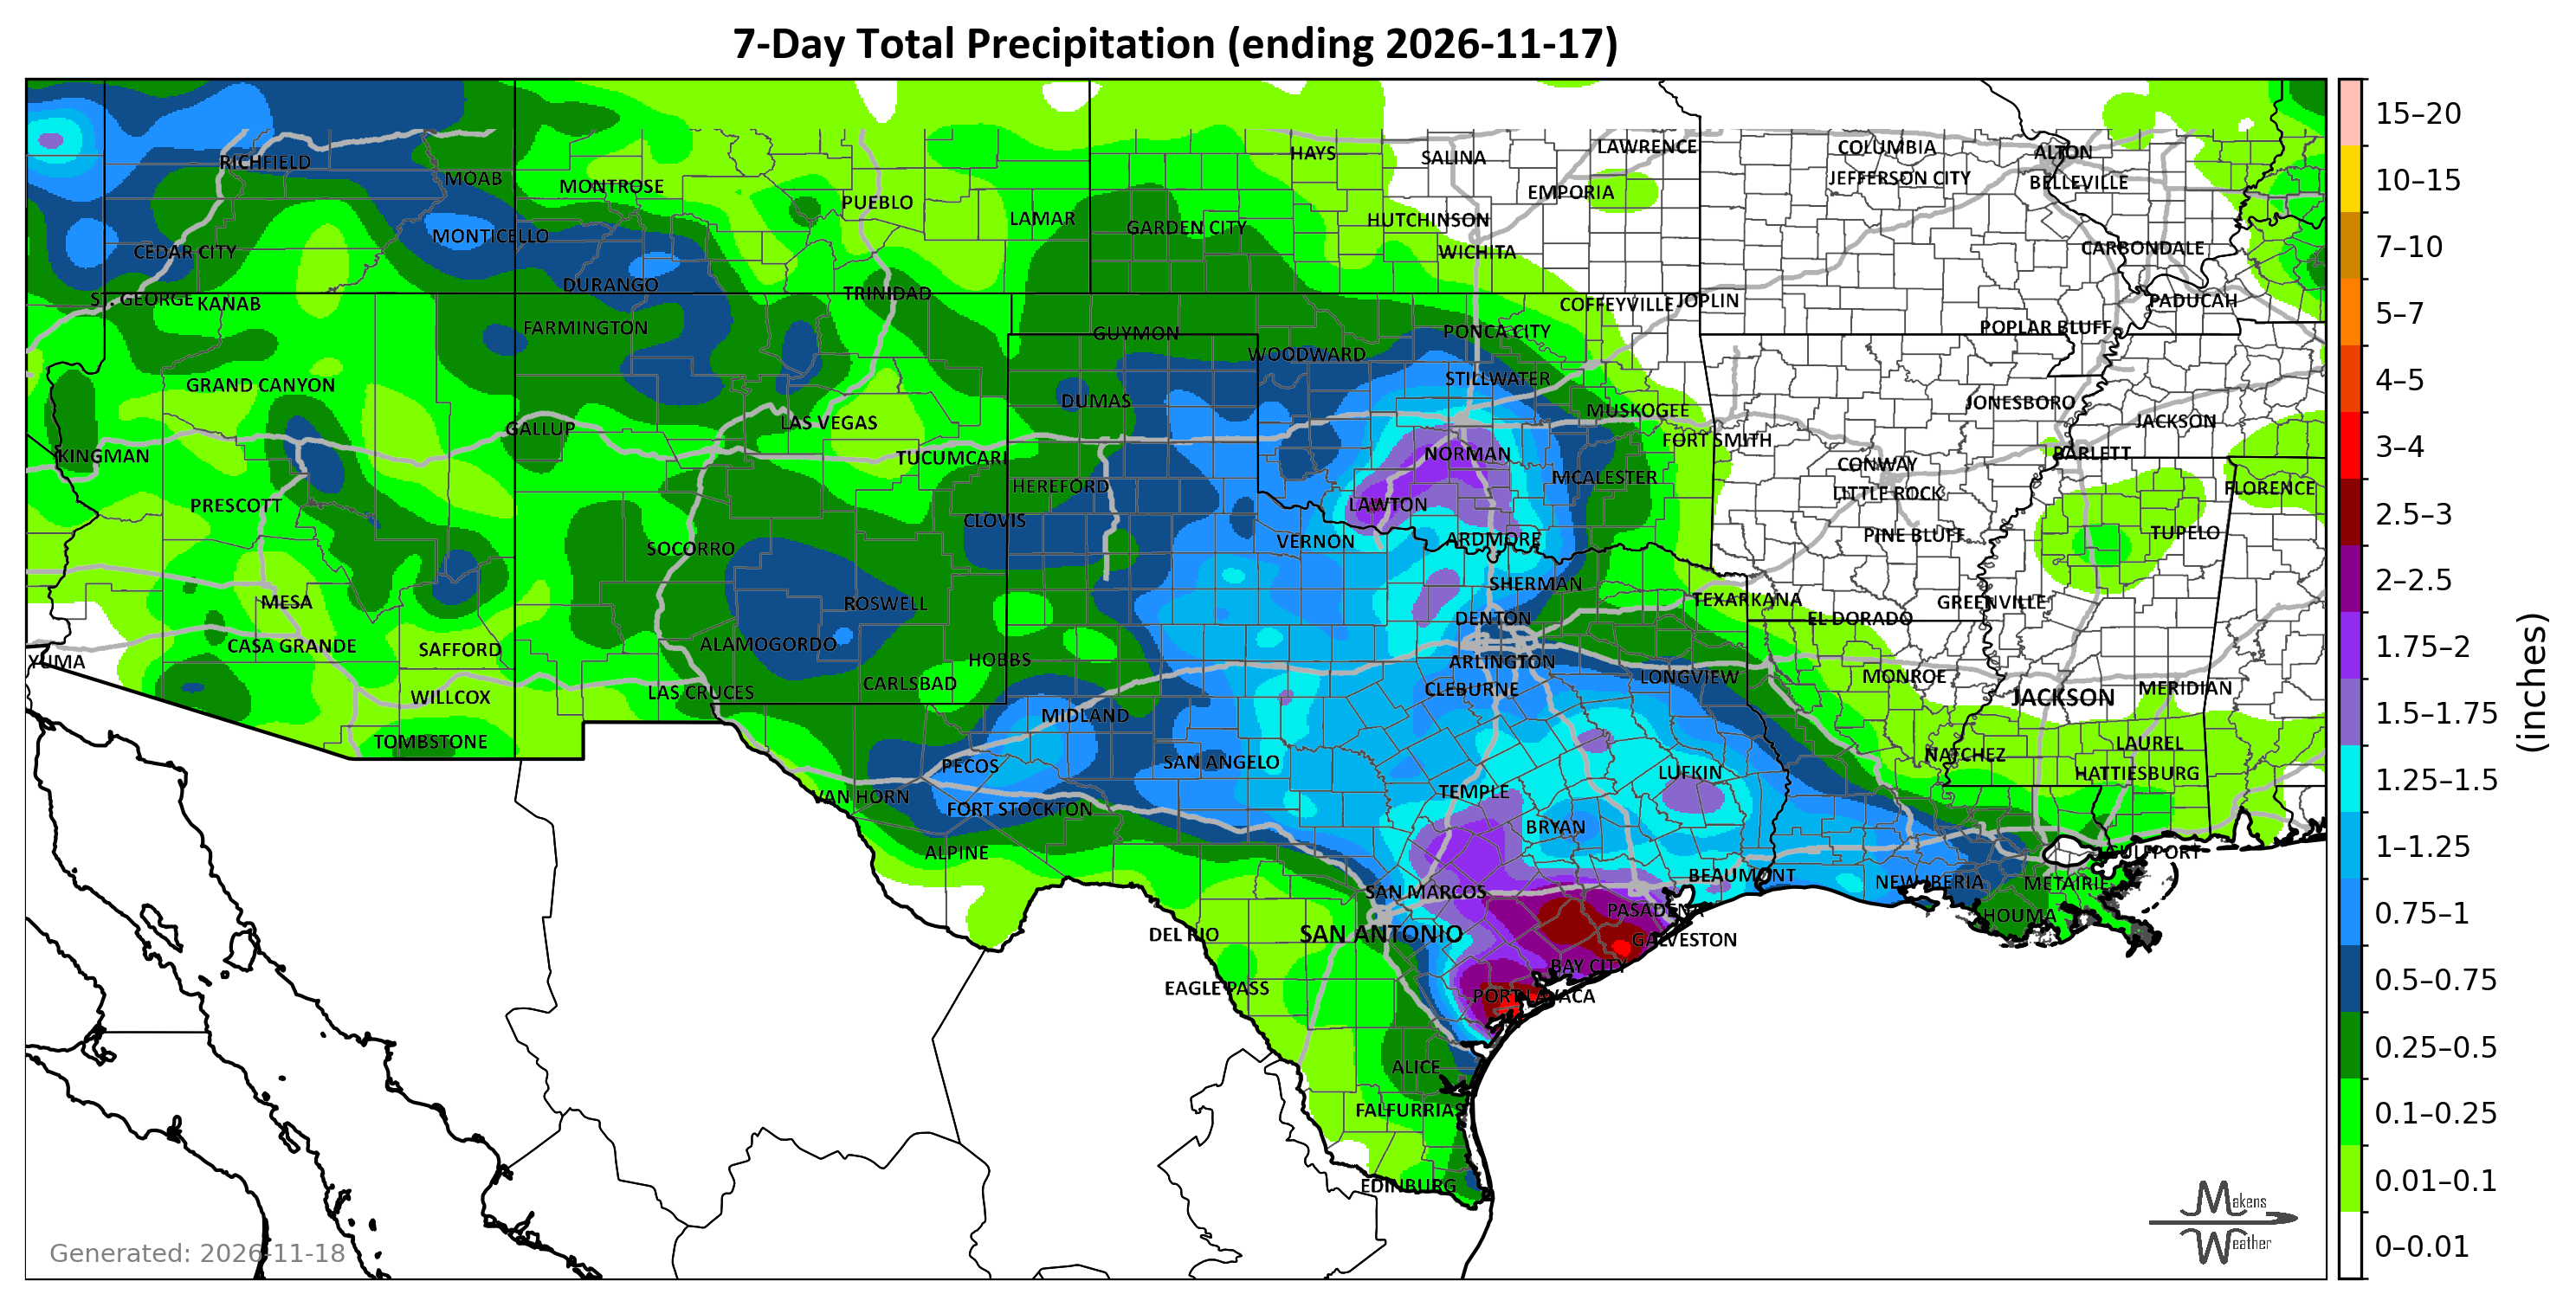 7-Day Total Precipitation (ending 2026-11-17)
RICHFIELD
MOAB
MONTROSE
PUEBLO
LAMAR
HAYS
SALINA
LAWRENCE
COLUMBIA
ALTON
JEFFERSON CITY
BELLEVILLE
EMPORIA
HUTCHINSON
GARDEN CITY
WICHITA
CARBONDALE
MONTICELLO
CEDAR CITY
DURANGO
TRINIDAD
ST. GEORGE
KANAB
COFFEYVILLE
JOPLIN
PADUCAH
FARMINGTON
GUYMON
PONCA CITY
POPLAR BLUFF
WOODWARD
GRAND CANYON
STILLWATER
DUMAS
MUSKOGEE
JONESBORO
JACKSON
LAS VEGAS
GALLUP
FORT SMITH
KINGMAN
TUCUMCARI
NORMAN
CONWAY
BARLETT
MCALESTER
HEREFORD
LITTLE ROCK
FLORENCE
PRESCOTT
LAWTON
CLOVIS
PINE BLUFF
TUPELO
SOCORRO
VERNON
ARDMORE
SHERMAN
MESA
ROSWELL
TEXARKANA
GREENVILLE
DENTON
EL DORADO
CASA GRANDE
SAFFORD
ALAMOGORDO
HOBBS
ARLINGTON
YUMA
CARLSBAD
CLEBURNE
LONGVIEW
MONROE
MERIDIAN
WILLCOX
LAS CRUCES
JACKSON
MIDLAND
TOMBSTONE
LAUREL
NATCHEZ
PECOS
SAN ANGELO
LUFKIN
HATTIESBURG
VAN HORN
FORT STOCKTON
TEMPLE
BRYAN
ALPINE
GULFPORT
BEAUMONT
NEW IBERIA
METAIRIE
SAN MARCOS
PASADENA
HOUMA
DEL RIO
SAN ANTONIO
GALVESTON
BAY CITY
EAGLE PASS
PORT LAVACA
ALICE
FALFURRIAS
EDINBURG
Generated: 2026-11-18
Makens
Weather
15–20
10–15
7–10
5–7
4–5
3–4
2.5–3
2–2.5
1.75–2
1.5–1.75
1.25–1.5
1–1.25
0.75–1
0.5–0.75
0.25–0.5
0.1–0.25
0.01–0.1
0–0.01
(inches)